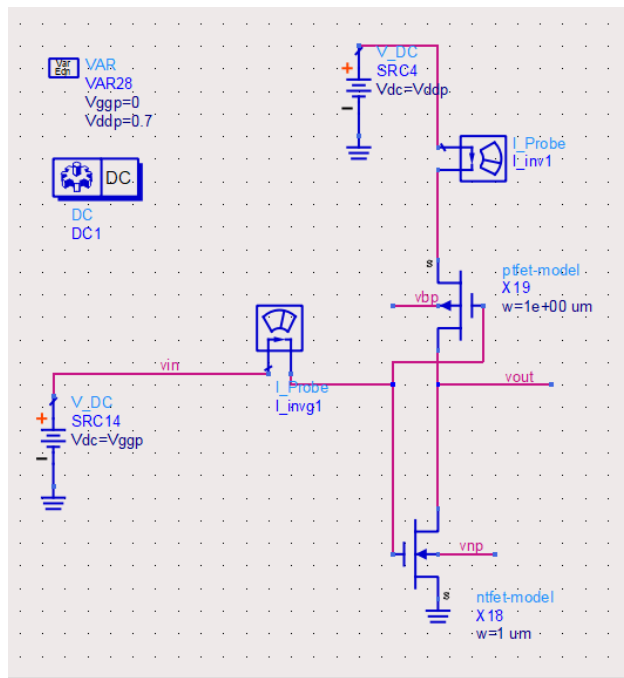 Var
Eqn
VAR
VAR28
Vggp=0
Vddp=0.7
DC
DC
DC1
V_DC
SRC4
Vdc=Vddp
I_Probe
I_inv1
s
ptfet-model
X19
w=1e+00 um
vbp
vin
I_Probe
I_invg1
vout
V_DC
SRC14
Vdc=Vggp
vnp
s
ntfet-model
X18
w=1 um